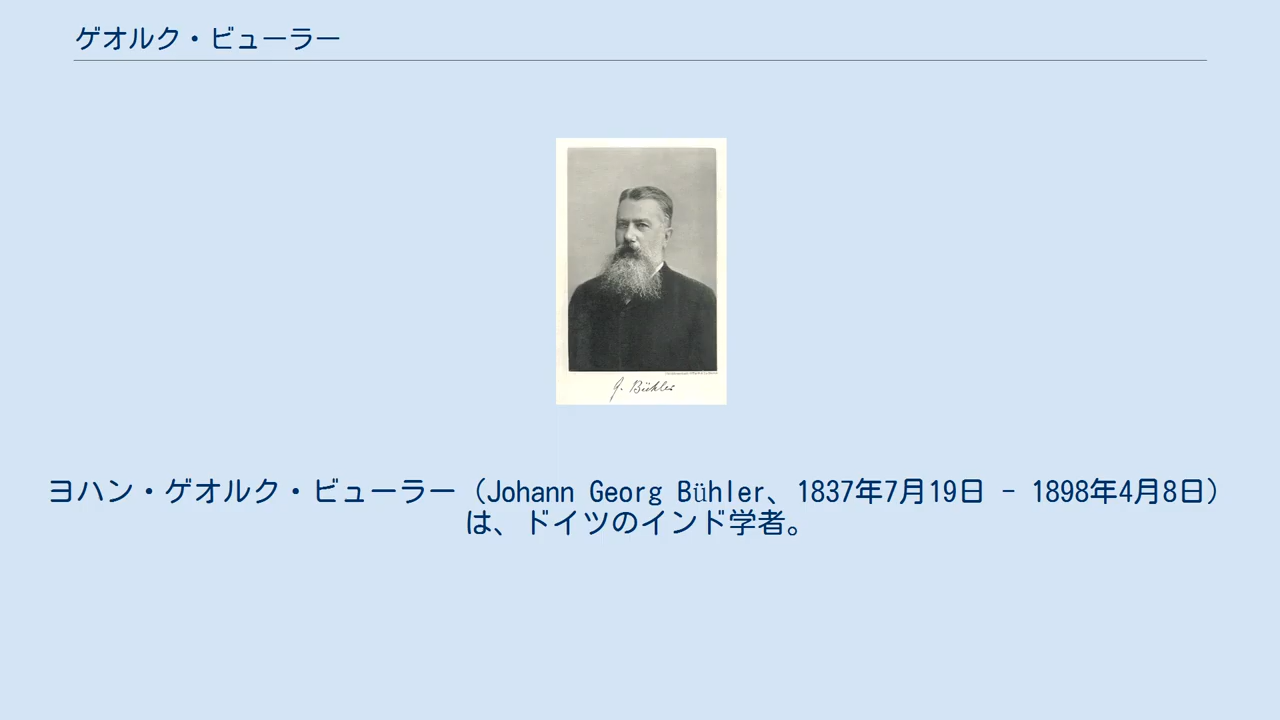 ゲオルク・ビューラー
G. Bühler
ヨハン・ゲオルク・ビューラー（Johann Georg Bühler、1837年7月19日 - 1898年4月8日）
は、ドイツのインド学者。